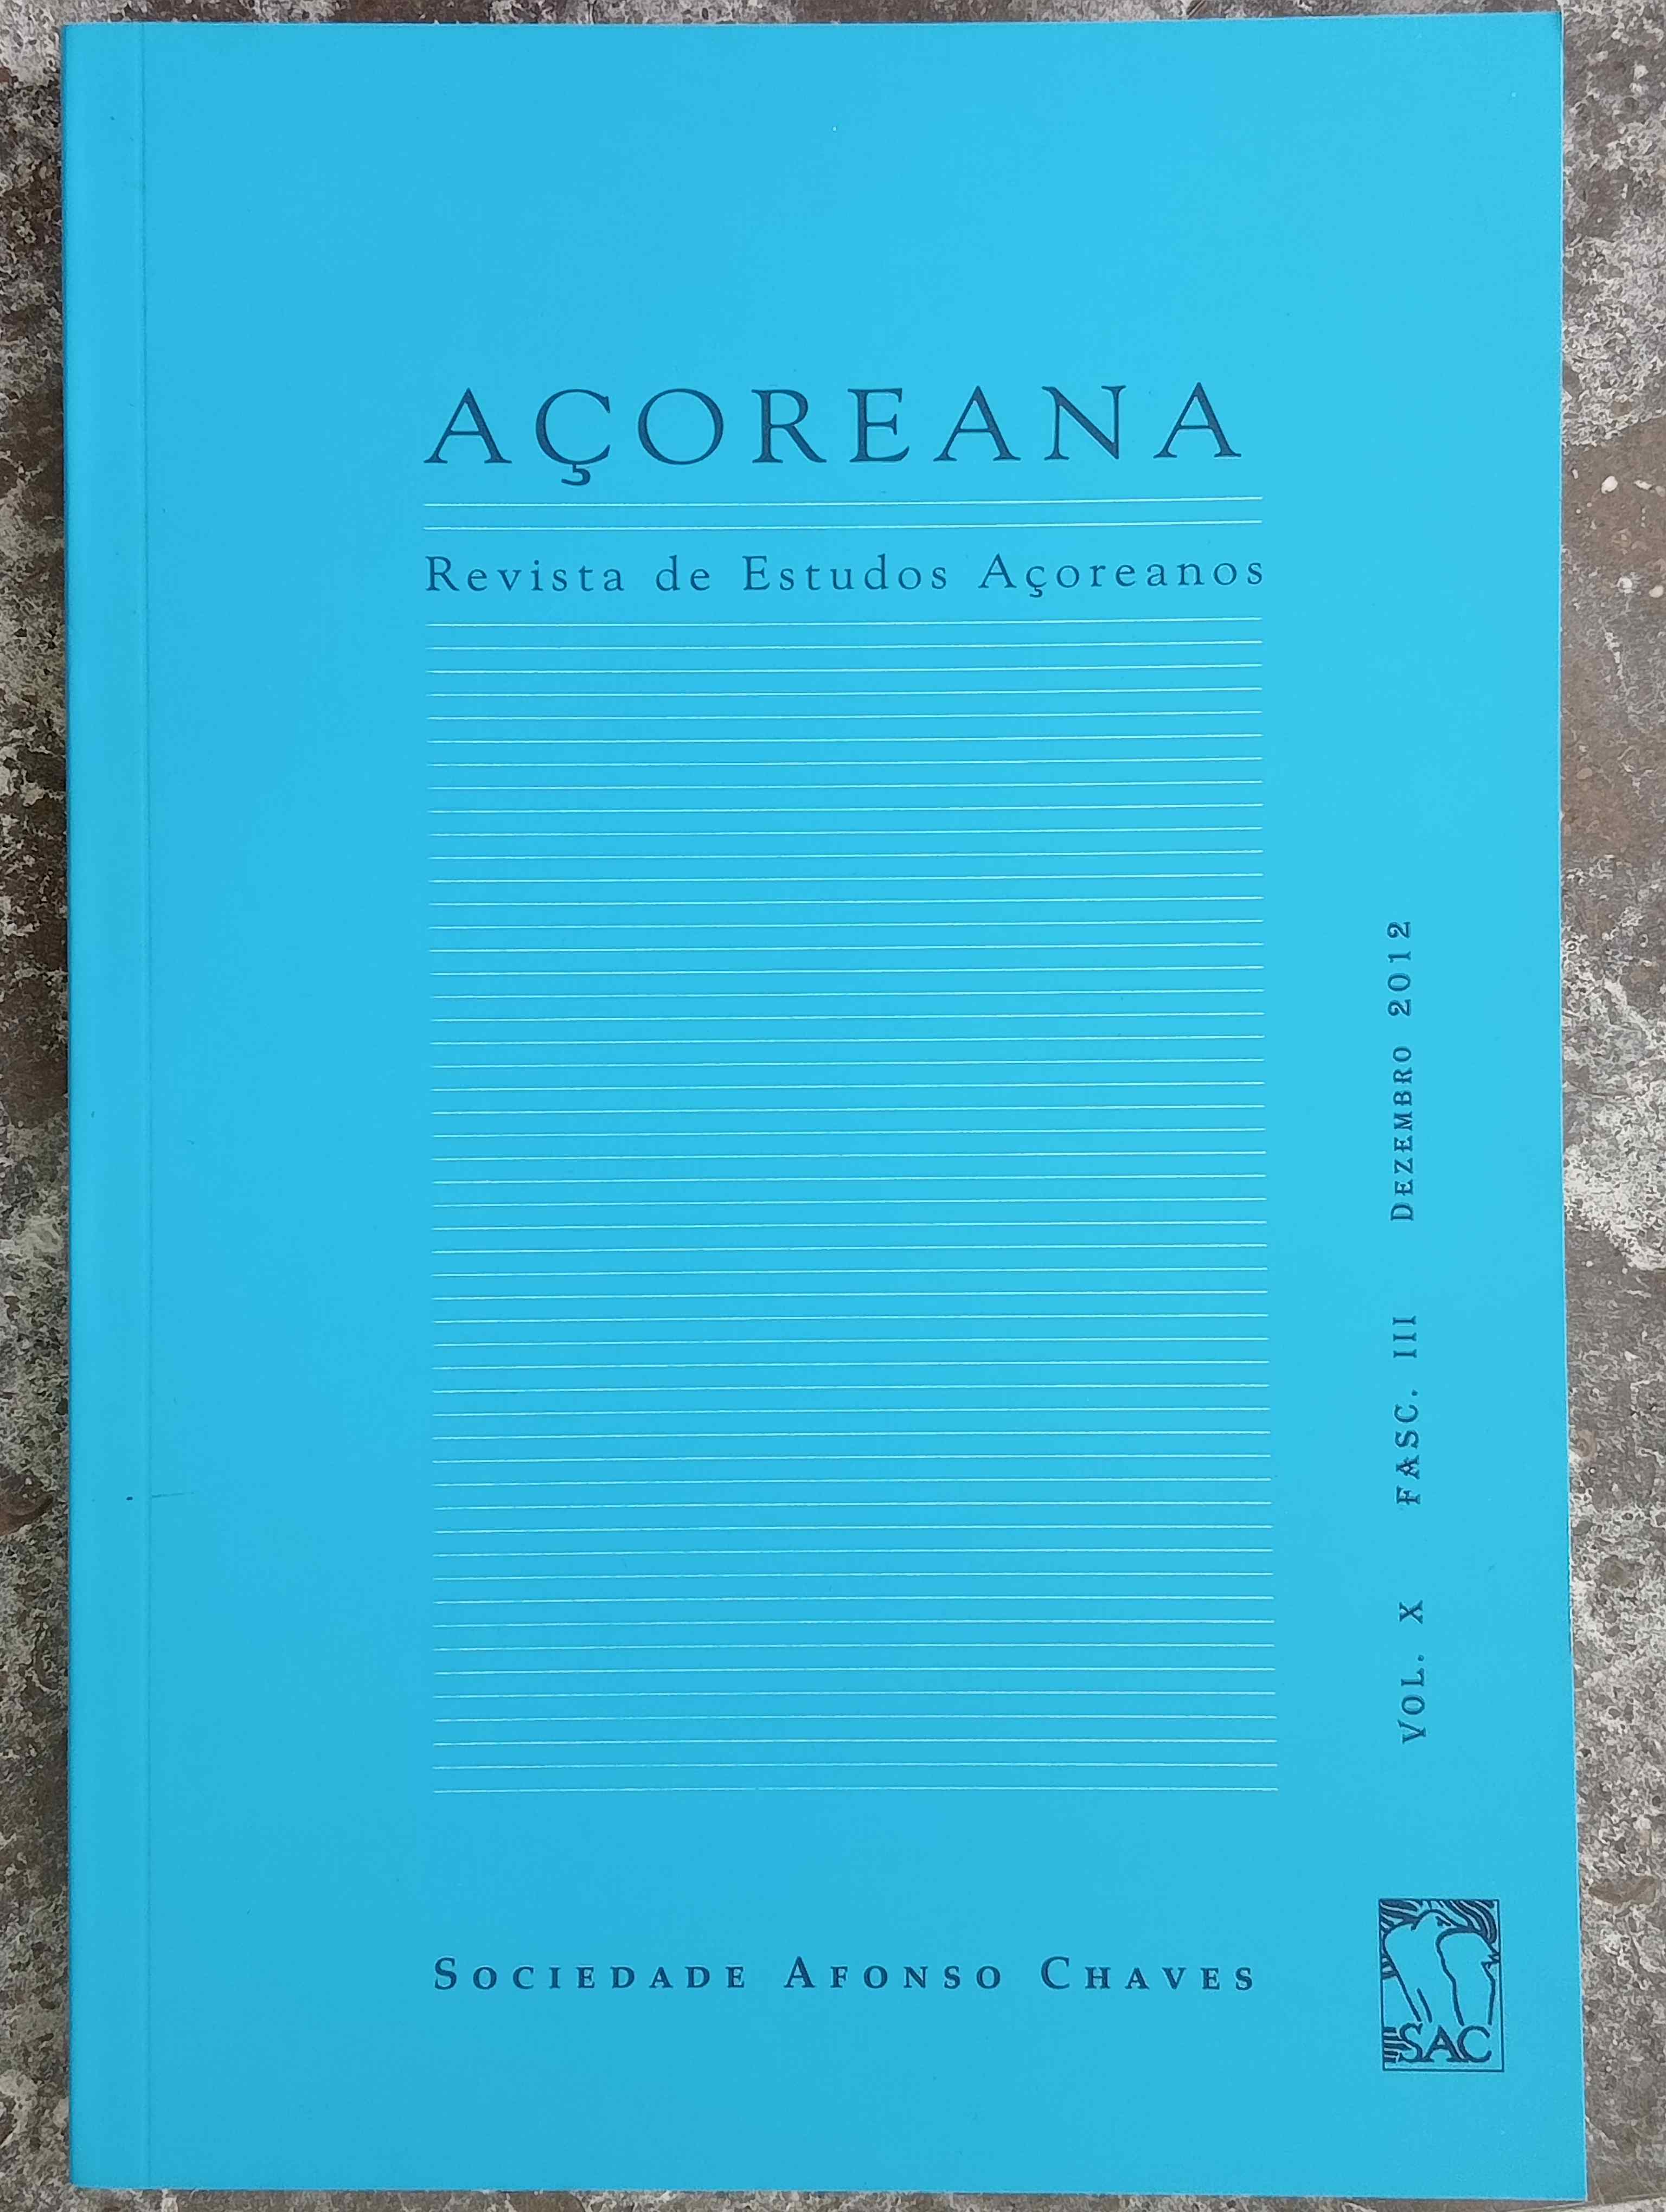 AÇOREANA
Revista de Estudos Açoreanos
VOL. X FASC. III DEZEMBRO 2012
SOCIEDADE AFONSO CHAVES
SAC